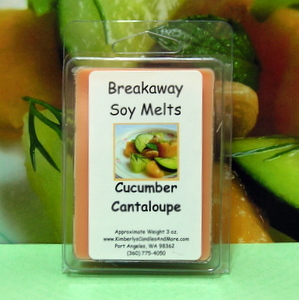 Breakaway
Soy Melts
Cucumber
Cantaloupe
Approximate Weight 3 oz.
www.KimberlysCandlesAndMore.com
Port Angeles, WA 98362
(360) 775-4050